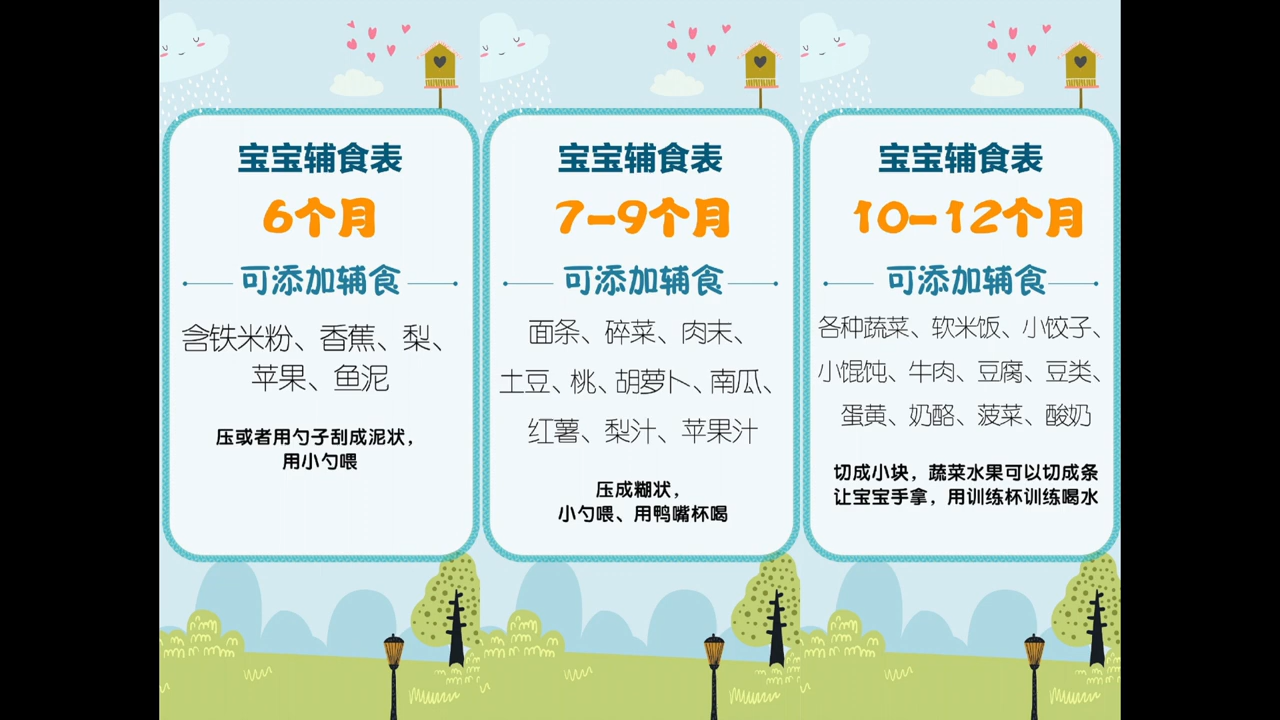 宝宝辅食表
6个月
可添加辅食
含铁米粉、香蕉、梨、
苹果、鱼泥
压或者用勺子刮成泥状，
用小勺喂
宝宝辅食表
7-9个月
可添加辅食
面条、碎菜、肉末、
土豆、桃、胡萝卜、南瓜、
红薯、梨汁、苹果汁
压成糊状，
小勺喂、用鸭嘴杯喝
宝宝辅食表
10-12个月
可添加辅食
各种蔬菜、软米饭、小饺子、
小馄饨、牛肉、豆腐、豆类、
蛋黄、奶酪、菠菜、酸奶
切成小块，蔬菜水果可以切成条
让宝宝手拿，用训练杯训练喝水